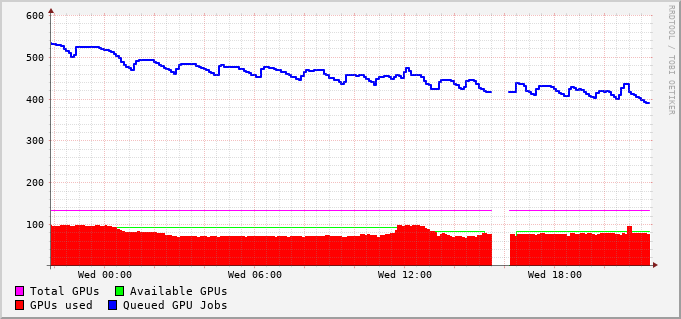 600
500
400
300
200
100
Wed 00:00 Wed 06:00 Wed 12:00 Wed 18:00
Total GPUs Available GPUs
GPUs used Queued GPU Jobs
RRDTOOL / TOBI OETIKER